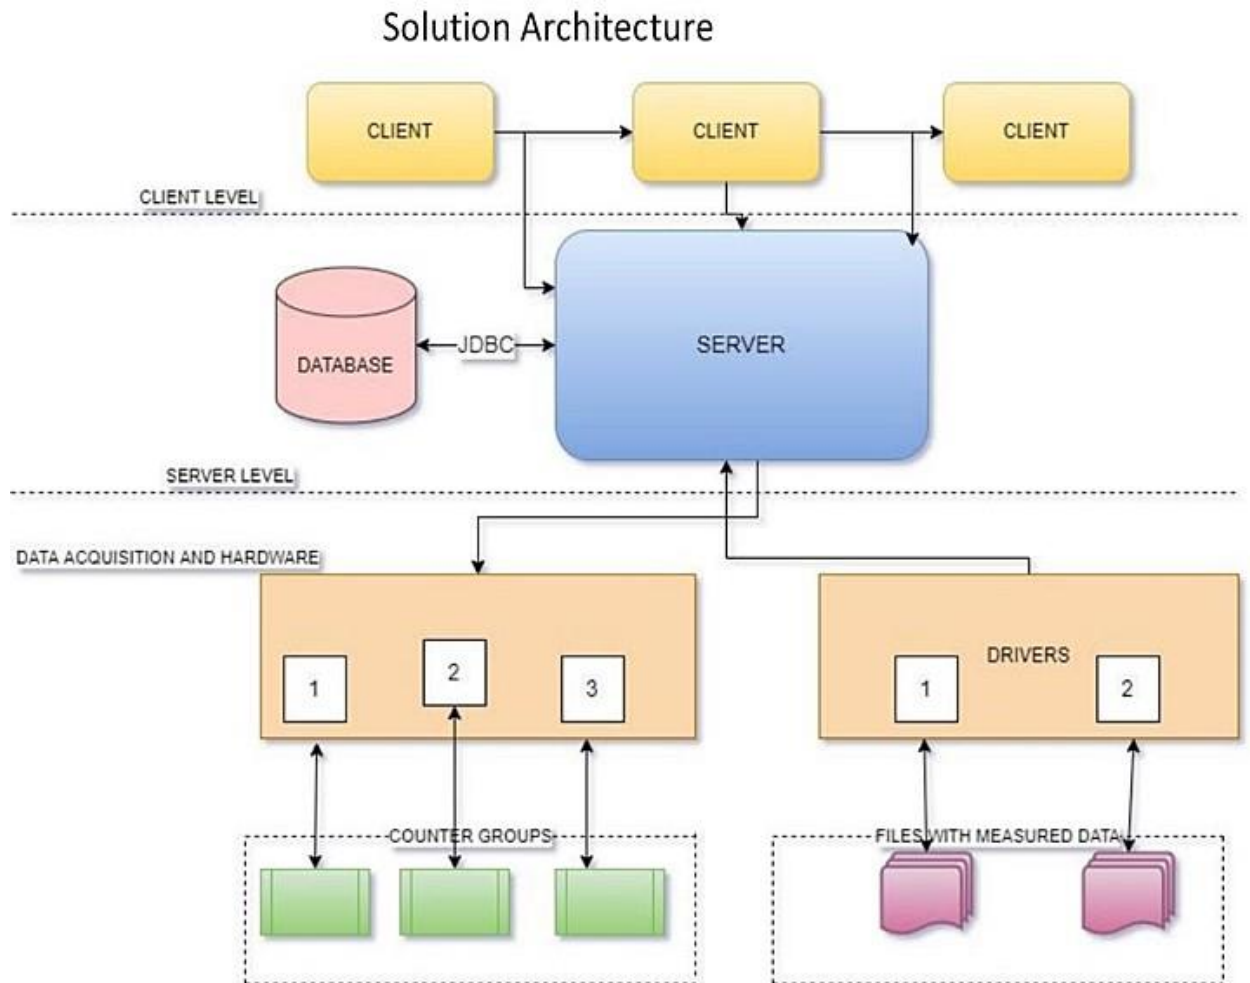 Solution Architecture
CLIENT
CLIENT
CLIENT
CLIENT LEVEL
DATABASE
JDBC
SERVER
SERVER LEVEL
DATA ACQUISITION AND HARDWARE
1
2
3
DRIVERS
1
2
COUNTER GROUPS
FILES WITH MEASURED DATA